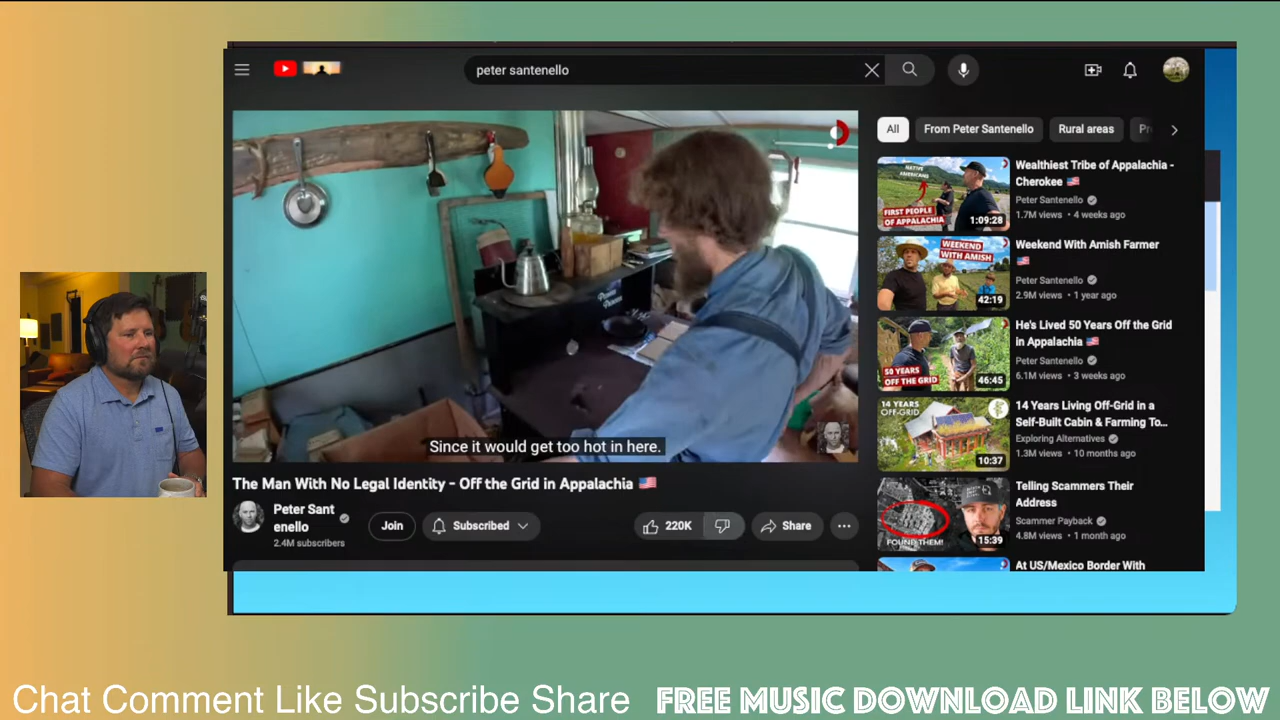 peter santenello
Since it would get too hot in here.
The Man With No Legal Identity - Off the Grid in Appalachia
Peter Sant
enello
2.4M subscribers
Join
Subscribed
220K
Share
All
From Peter Santenello
Rural areas
NATIVE
AMERICANS
FIRST PEOPLE
OF APPALACHIA
1:09:28
Wealthiest Tribe of Appalachia -
Cherokee
Peter Santenello
1.7M views • 4 weeks ago
WEEKEND
WITH AMISH
42:19
Weekend With Amish Farmer
Peter Santenello
2.9M views • 1 year ago
50 YEARS
OFF THE GRID
46:45
He's Lived 50 Years Off the Grid
in Appalachia
Peter Santenello
6.1M views • 3 weeks ago
14 YEARS
OFF-GRID
10:37
14 Years Living Off-Grid in a
Self-Built Cabin & Farming To...
Exploring Alternatives
1.3M views • 10 months ago
FOUND THEM!
15:39
Telling Scammers Their
Address
Scammer Payback
4.8M views • 1 month ago
At US/Mexico Border With
Chat Comment Like Subscribe Share
FREE MUSIC DOWNLOAD LINK BELOW